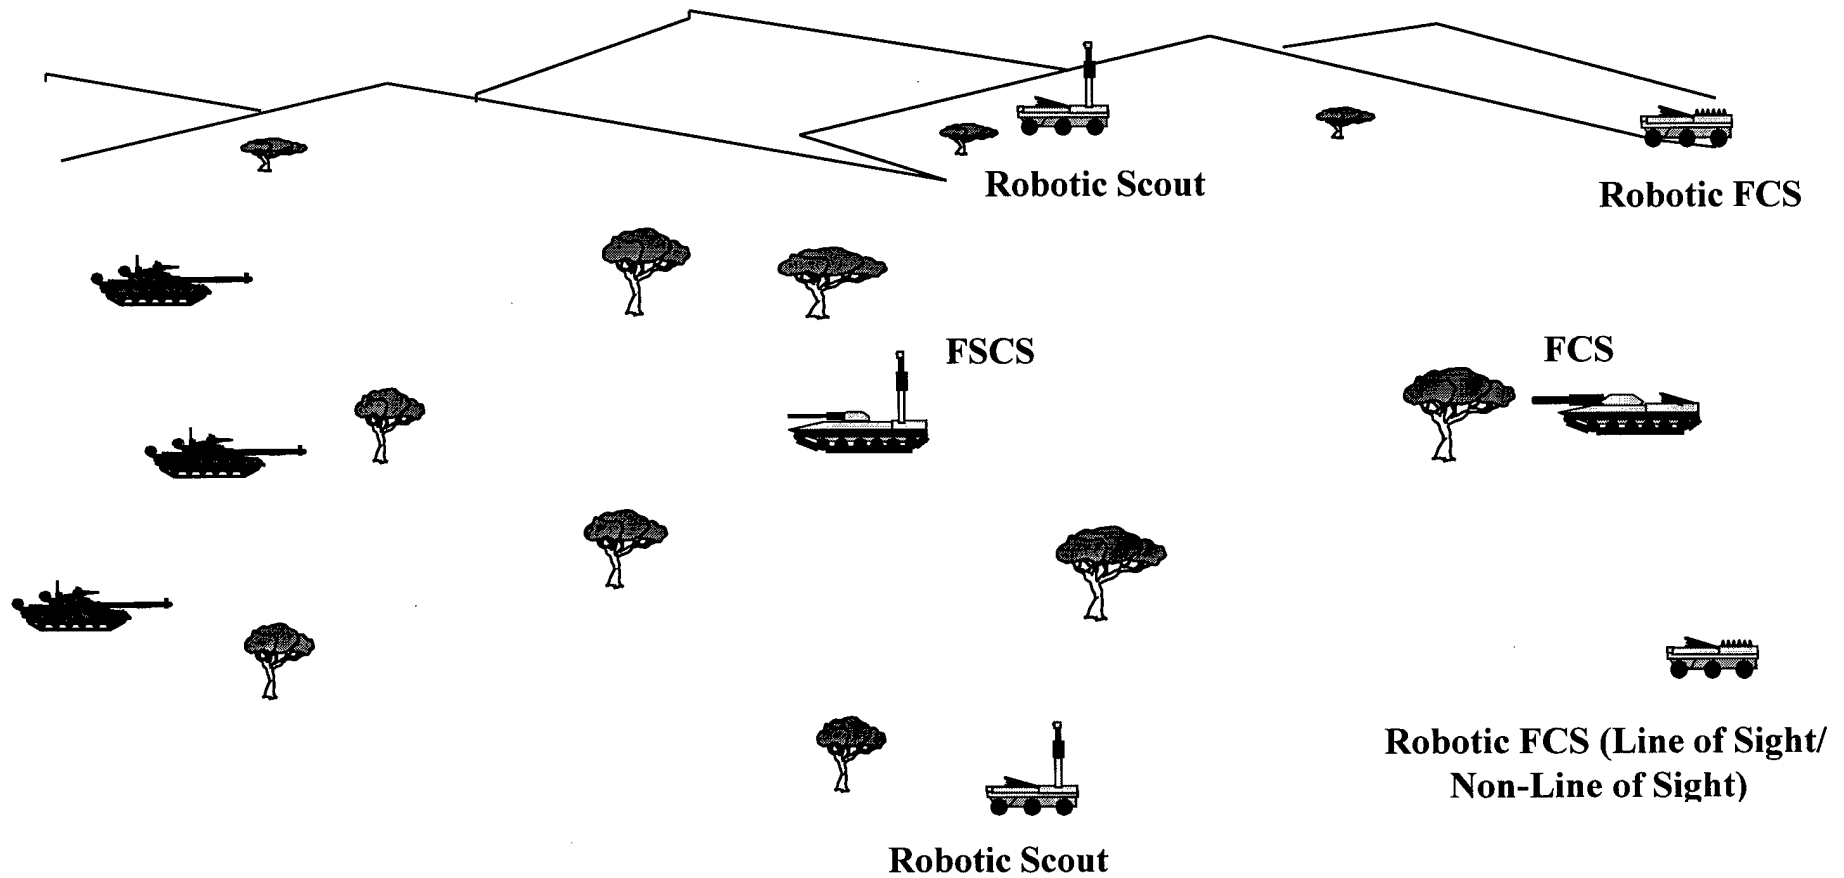 Robotic Scout
Robotic FCS
FSCS
FCS
Robotic FCS (Line of Sight/
Non-Line of Sight)
Robotic Scout